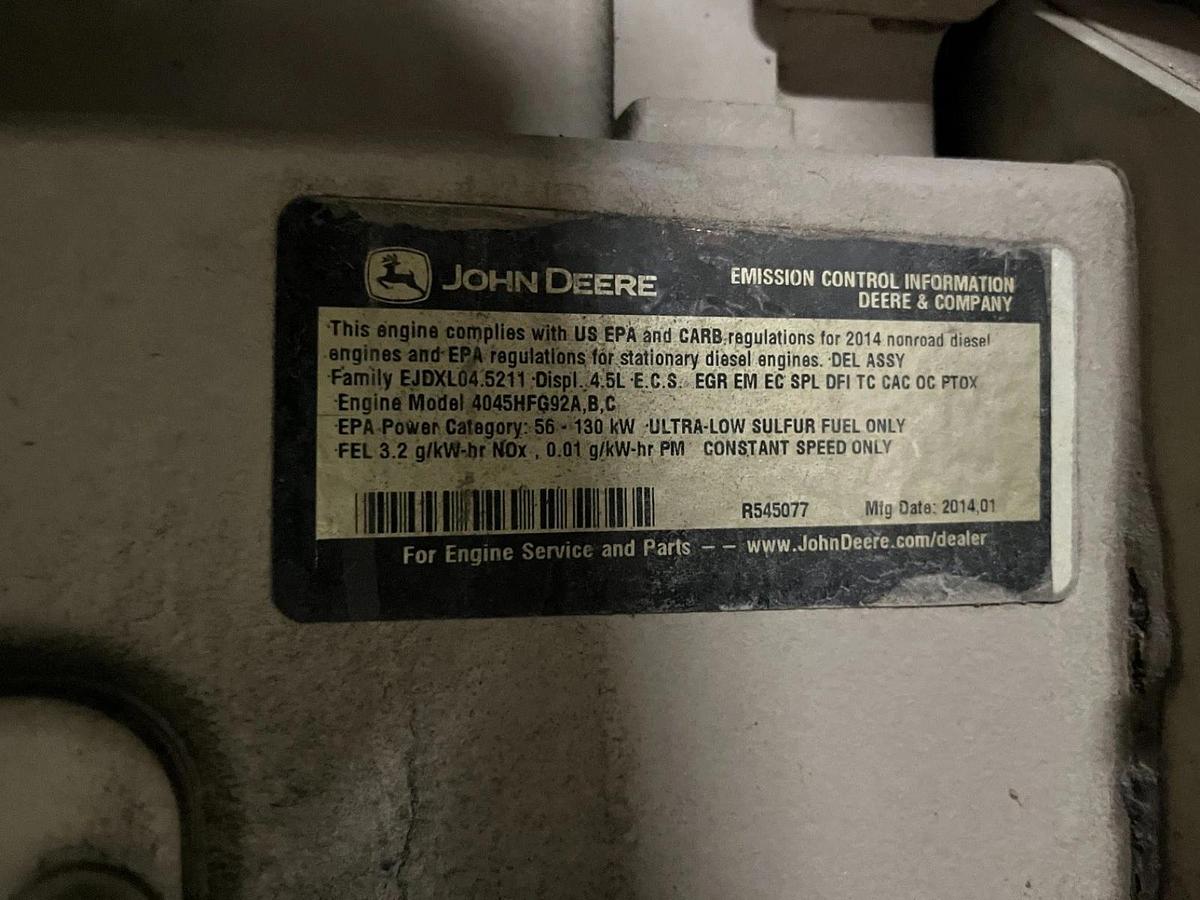 JOHN DEERE
EMISSION CONTROL INFORMATION
DEERE & COMPANY
This engine complies with US EPA and CARB regulations for 2014 nonroad diesel
engines and EPA regulations for stationary diesel engines. DEL ASSY
Family EJDXL04.5211 Displ. 4.5L E.C.S. EGR EM EC SPL DFI TC CAC OC PTOX
Engine Model 4045HFG92A,B,C
EPA Power Category: 56 - 130 kW ULTRA-LOW SULFUR FUEL ONLY
FEL 3.2 g/kW-hr NOx , 0.01 g/kW-hr PM CONSTANT SPEED ONLY
R545077 Mfg Date: 2014,01
For Engine Service and Parts -- www.JohnDeere.com/dealer